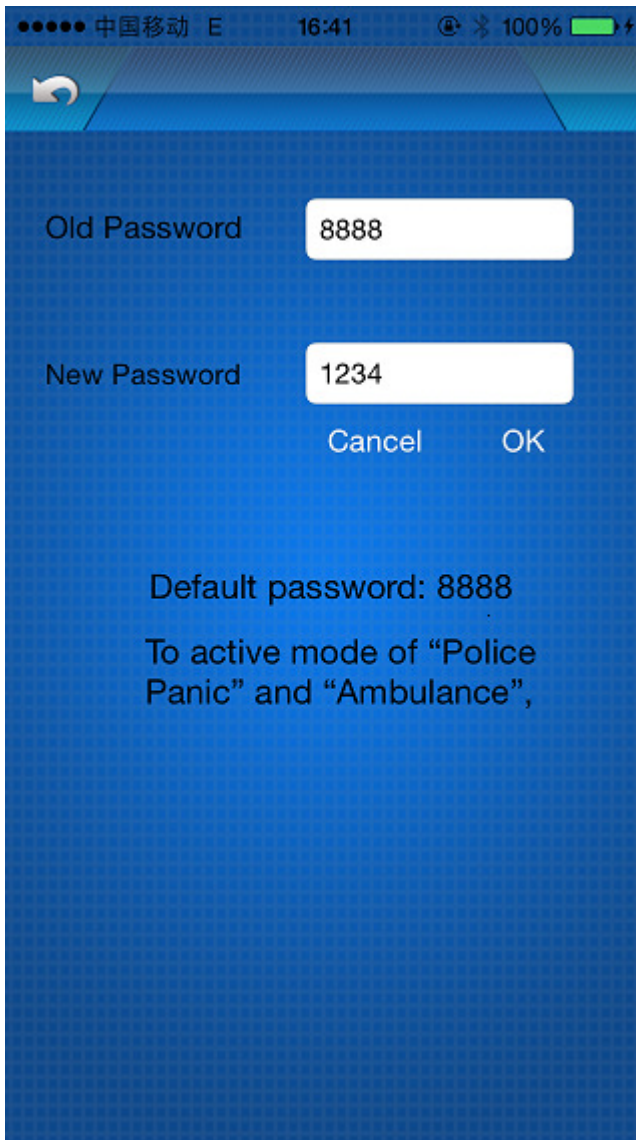 中国移动 E 16:41 100%
Old Password 8888
New Password 1234
Cancel OK
Default password: 8888
To active mode of “Police
Panic” and “Ambulance”,